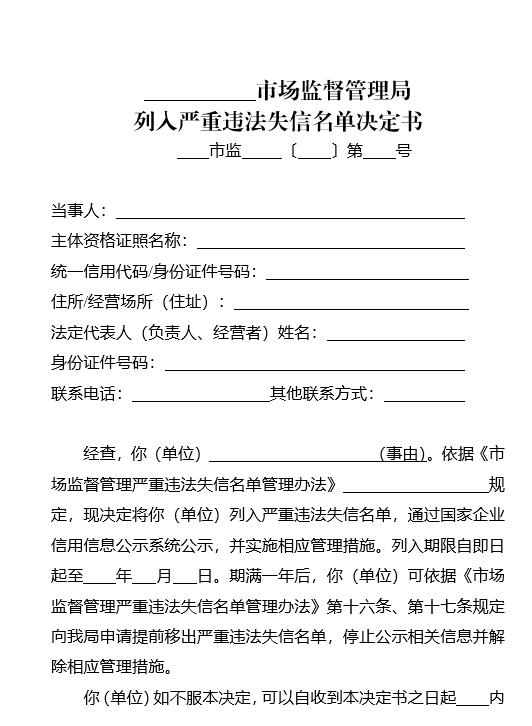 ___________市场监督管理局
列入严重违法失信名单决定书
____市监_____〔____〕第____号
当事人：
主体资格证照名称：
统一信用代码/身份证件号码：
住所/经营场所（住址）：
法定代表人（负责人、经营者）姓名：
身份证件号码：
联系电话：________________其他联系方式：
经查，你（单位）____________________（事由）。依据《市
场监督管理严重违法失信名单管理办法》__________________规
定，现决定将你（单位）列入严重违法失信名单，通过国家企业
信用信息公示系统公示，并实施相应管理措施。列入期限自即日
起至____年___月___日。期满一年后，你（单位）可依据《市场
监督管理严重违法失信名单管理办法》第十六条、第十七条规定
向我局申请提前移出严重违法失信名单，停止公示相关信息并解
除相应管理措施。
你（单位）如不服本决定，可以自收到本决定书之日起____内